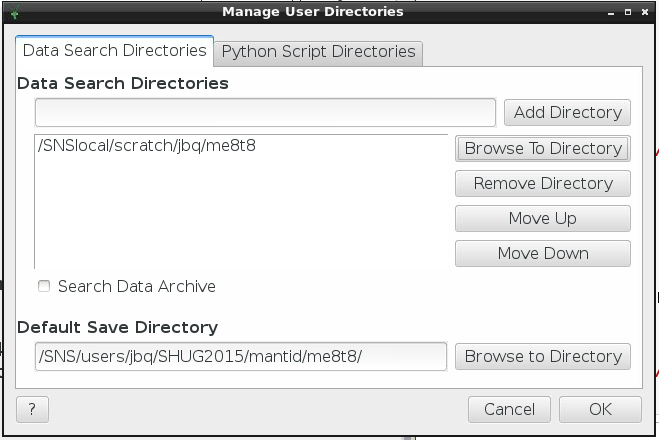 Manage User Directories
Data Search Directories
Python Script Directories
Data Search Directories
Add Directory
/SNSlocal/scratch/jbq/me8t8
Browse To Directory
Remove Directory
Move Up
Move Down
Search Data Archive
Default Save Directory
/SNS/users/jbq/SHUG2015/mantid/me8t8/
Browse to Directory
?
Cancel
OK